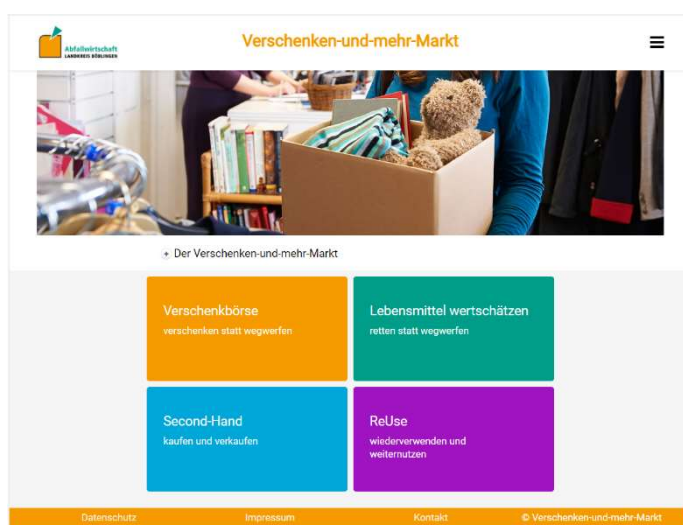 Abfallwirtschaft
LANDKREIS BÖBLINGEN
Verschenken-und-mehr-Markt
+ Der Verschenken-und-mehr-Markt
Verschenkbörse
verschenken statt wegwerfen
Lebensmittel wertschätzen
retten statt wegwerfen
Second-Hand
kaufen und verkaufen
ReUse
wiederverwenden und
weiternutzen
Datenschutz
Impressum
Kontakt
© Verschenken-und-mehr-Markt